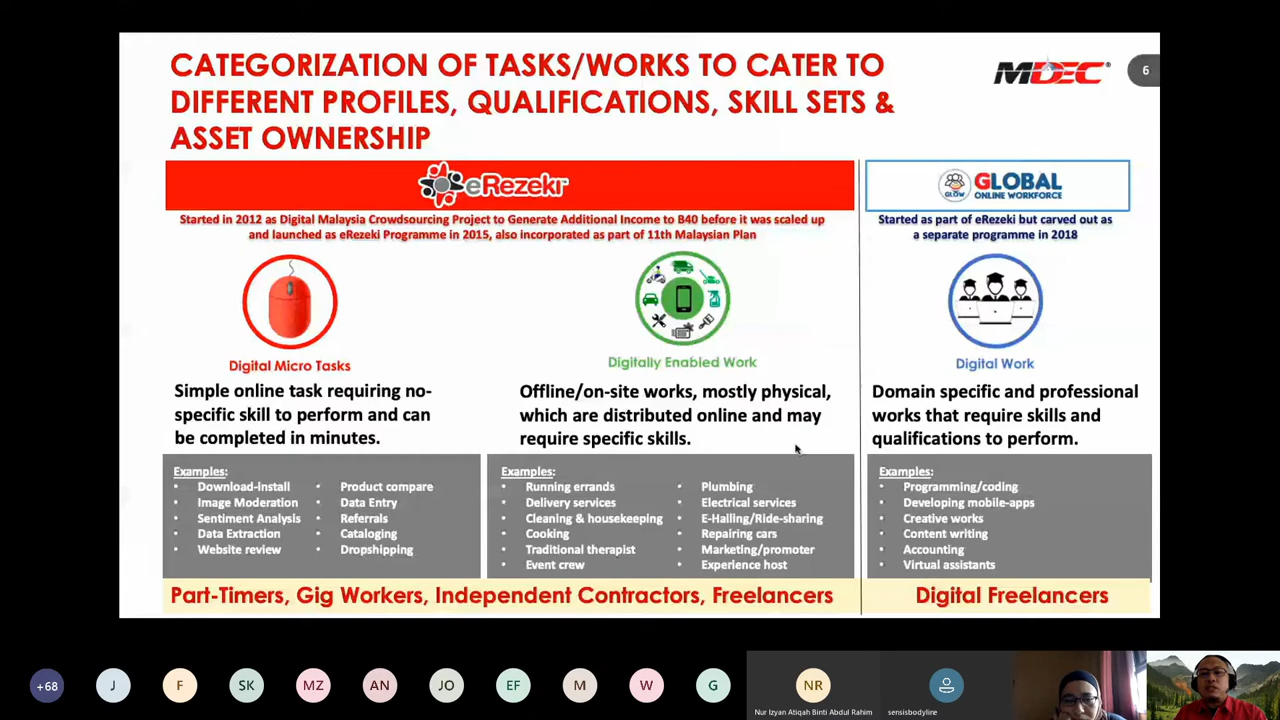 CATEGORIZATION OF TASKS/WORKS TO CATER TO
DIFFERENT PROFILES, QUALIFICATIONS, SKILL SETS &
ASSET OWNERSHIP
MDEC®
6
eRezeki
Started in 2012 as Digital Malaysia Crowdsourcing Project to Generate Additional Income to B40 before it was scaled up
and launched as eRezeki Programme in 2015, also incorporated as part of 11th Malaysian Plan
Digital Micro Tasks
Simple online task requiring no-
specific skill to perform and can
be completed in minutes.
Examples:
• Download-install
• Image Moderation
• Sentiment Analysis
• Data Extraction
• Website review
• Product compare
• Data Entry
• Referrals
• Cataloging
• Dropshipping
Digitally Enabled Work
Offline/on-site works, mostly physical,
which are distributed online and may
require specific skills.
Examples:
• Running errands
• Delivery services
• Cleaning & housekeeping
• Cooking
• Traditional therapist
• Event crew
• Plumbing
• Electrical services
• E-Halling/Ride-sharing
• Repairing cars
• Marketing/promoter
• Experience host
Part-Timers, Gig Workers, Independent Contractors, Freelancers
GLOW
GLOBAL
ONLINE WORKFORCE
Started as part of eRezeki but carved out as
a separate programme in 2018
Digital Work
Domain specific and professional
works that require skills and
qualifications to perform.
Examples:
• Programming/coding
• Developing mobile-apps
• Creative works
• Content writing
• Accounting
• Virtual assistants
Digital Freelancers
+68
J
F
SK
MZ
AN
JO
EF
M
W
G
NR
Nur Izyan Atiqah Binti Abdul Rahim
sensisbodyline